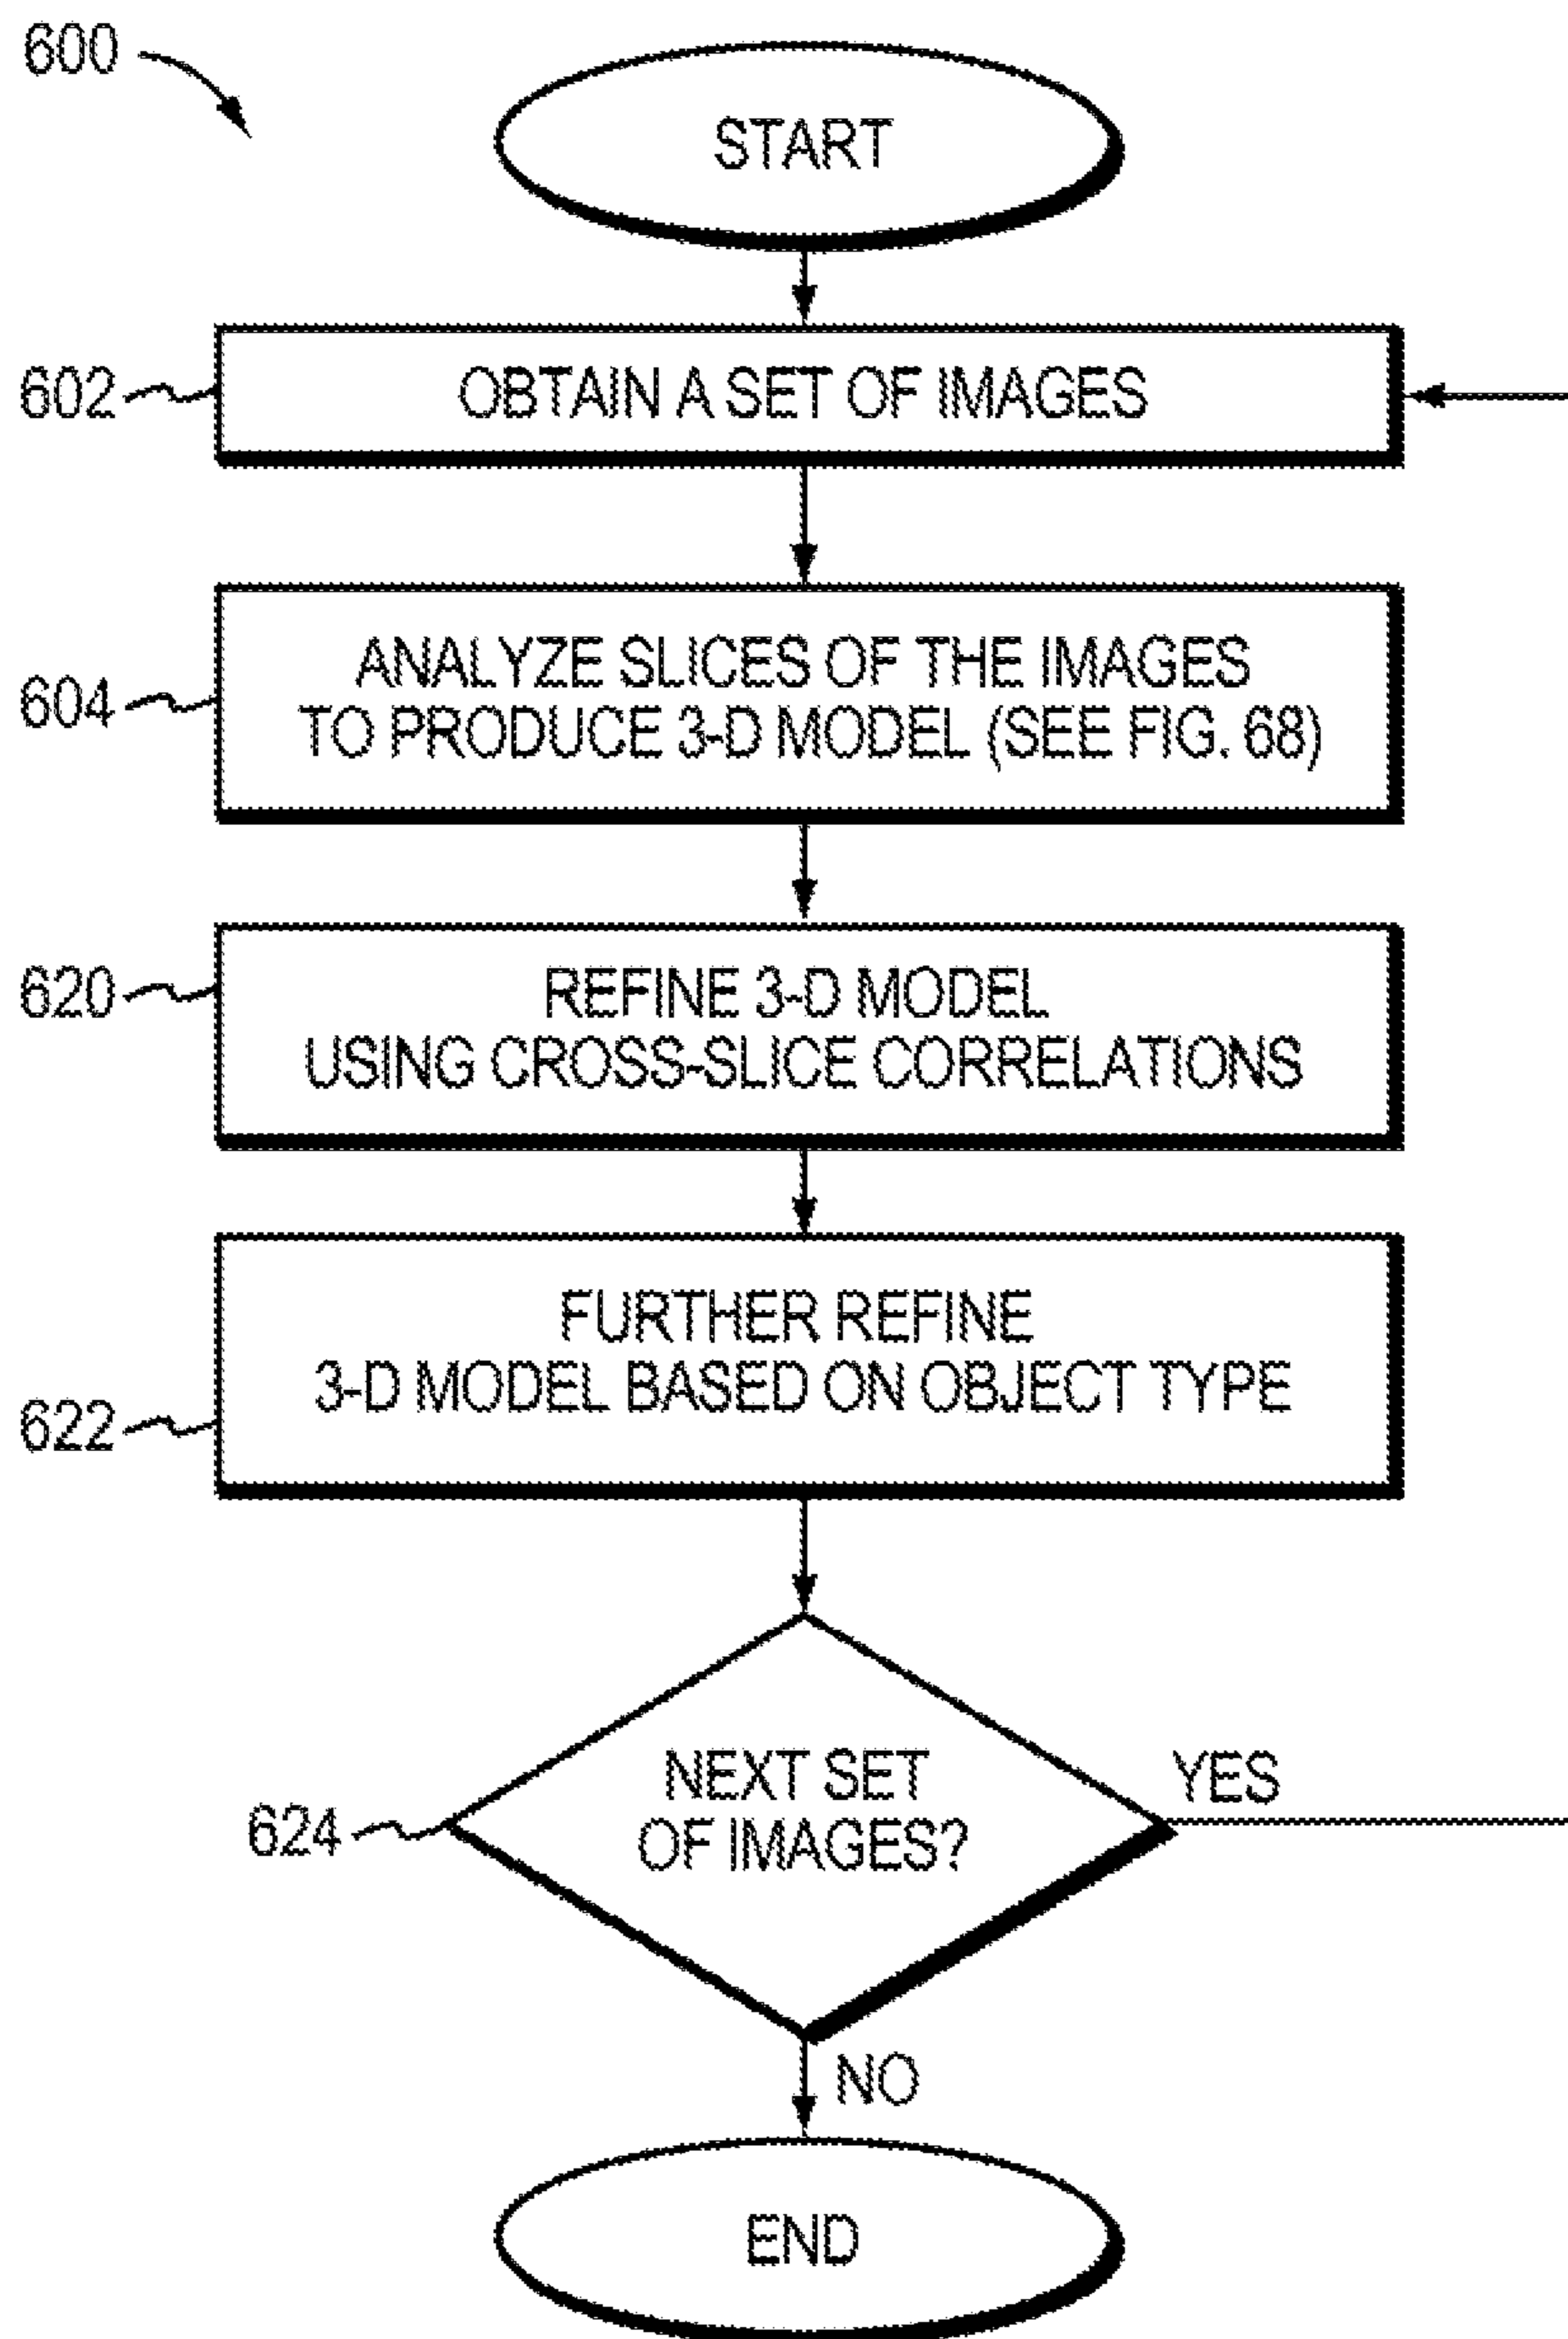 600
START
602
OBTAIN A SET OF IMAGES
604
ANALYZE SLICES OF THE IMAGES
TO PRODUCE 3-D MODEL (SEE FIG. 68)
620
REFINE 3-D MODEL
USING CROSS-SLICE CORRELATIONS
622
FURTHER REFINE
3-D MODEL BASED ON OBJECT TYPE
624
NEXT SET
OF IMAGES?
YES
NO
END